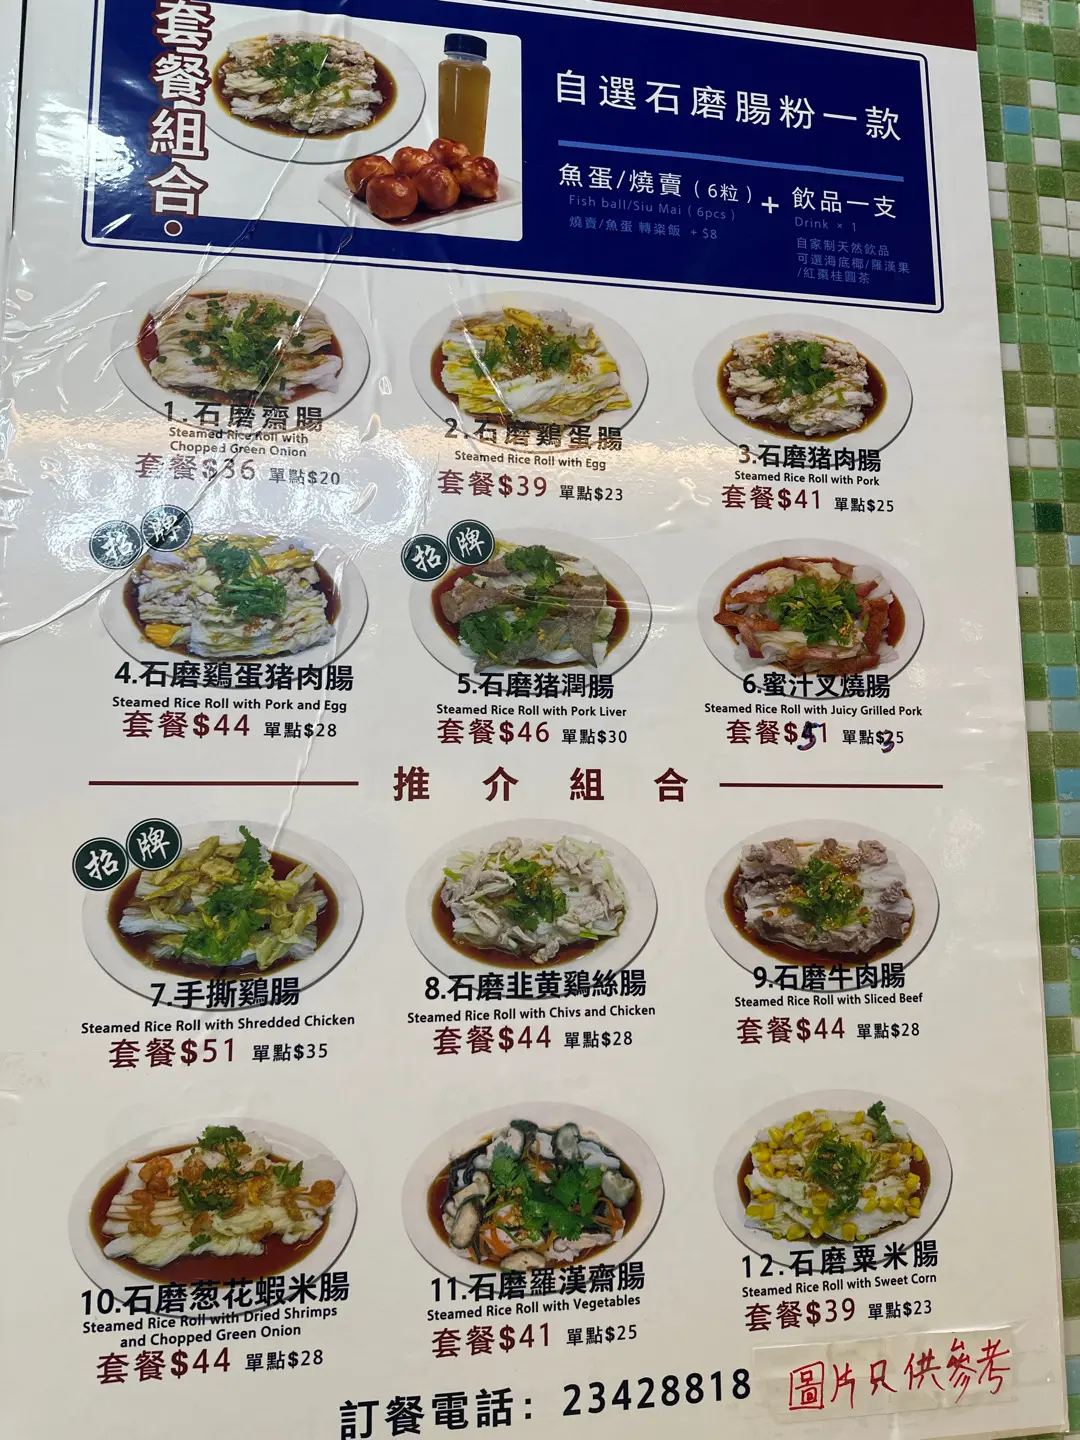 套餐組合
自選石磨腸粉一款
魚蛋/燒賣 ( 6粒 ) + 飲品一支
Fish ball/Siu Mai ( 6pcs )
Drink × 1
燒賣/魚蛋 轉粢飯 + $8
自家制天然飲品
可選海底椰/羅漢果
/紅棗桂圓茶
1.石磨齋腸
Steamed Rice Roll with
Chopped Green Onion
套餐$36 單點$20
2.石磨鷄蛋腸
Steamed Rice Roll with Egg
套餐$39 單點$23
3.石磨猪肉腸
Steamed Rice Roll with Pork
套餐$41 單點$25
招牌
4.石磨鷄蛋猪肉腸
Steamed Rice Roll with Pork and Egg
套餐$44 單點$28
招牌
5.石磨猪潤腸
Steamed Rice Roll with Pork Liver
套餐$46 單點$30
6.蜜汁叉燒腸
Steamed Rice Roll with Juicy Grilled Pork
套餐$51 單點$35
推介組合
招牌
7.手撕鷄腸
Steamed Rice Roll with Shredded Chicken
套餐$51 單點$35
8.石磨韭黄鷄絲腸
Steamed Rice Roll with Chivs and Chicken
套餐$44 單點$28
9.石磨牛肉腸
Steamed Rice Roll with Sliced Beef
套餐$44 單點$28
10.石磨葱花蝦米腸
Steamed Rice Roll with Dried Shrimps
and Chopped Green Onion
套餐$44 單點$28
11.石磨羅漢齋腸
Steamed Rice Roll with Vegetables
套餐$41 單點$25
12.石磨粟米腸
Steamed Rice Roll with Sweet Corn
套餐$39 單點$23
訂餐電話: 23428818
圖片只供參考